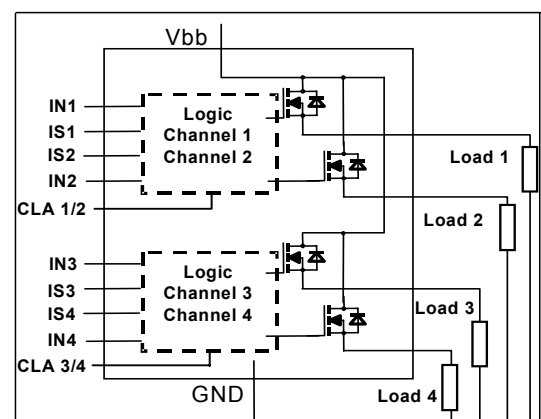 Vbb
IN1
IS1
IS2
IN2
CLA 1/2
Logic
Channel 1
Channel 2
Load 1
Load 2
IN3
IS3
IS4
IN4
CLA 3/4
Logic
Channel 3
Channel 4
Load 3
Load 4
GND